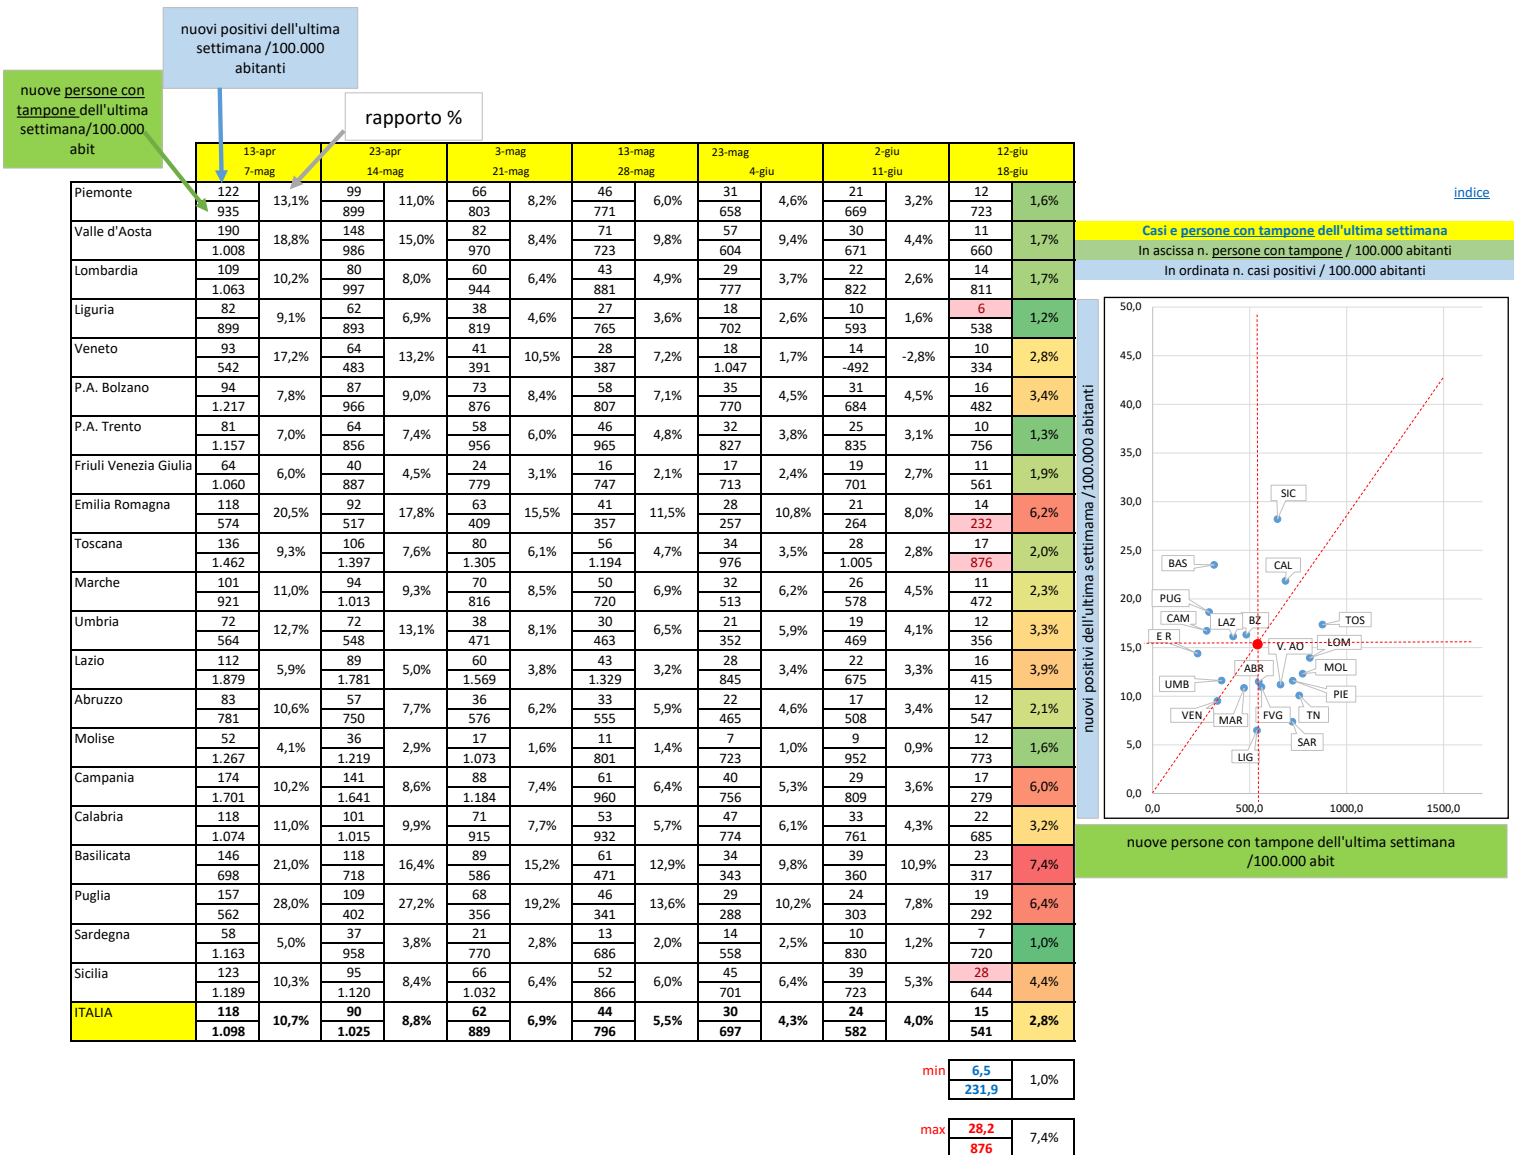 nuovi positivi dell'ultima
settimana /100.000
abitanti
nuove persone con
tampone dell'ultima
settimana/100.000
abit
rapporto %
13-apr 23-apr 3-mag 13-mag 23-mag 2-giu 12-giu
7-mag 14-mag 21-mag 28-mag 4-giu 11-giu 18-giu
Piemonte 122 13,1% 99 11,0% 66 8,2% 46 6,0% 31 4,6% 21 3,2% 12 1,6%
935 899 803 771 658 669 723
Valle d'Aosta 190 18,8% 148 15,0% 82 8,4% 71 9,8% 57 9,4% 30 4,4% 11 1,7%
1.008 986 970 723 604 671 660
Lombardia 109 10,2% 80 8,0% 60 6,4% 43 4,9% 29 3,7% 22 2,6% 14 1,7%
1.063 997 944 881 777 822 811
Liguria 82 9,1% 62 6,9% 38 4,6% 27 3,6% 18 2,6% 10 1,6% 6 1,2%
899 893 819 765 702 593 538
Veneto 93 17,2% 64 13,2% 41 10,5% 28 7,2% 18 1,7% 14 -2,8% 10 2,8%
542 483 391 387 1.047 -492 334
P.A. Bolzano 94 7,8% 87 9,0% 73 8,4% 58 7,1% 35 4,5% 31 4,5% 16 3,4%
1.217 966 876 807 770 684 482
P.A. Trento 81 7,0% 64 7,4% 58 6,0% 46 4,8% 32 3,8% 25 3,1% 10 1,3%
1.157 856 956 965 827 835 756
Friuli Venezia Giulia 64 6,0% 40 4,5% 24 3,1% 16 2,1% 17 2,4% 19 2,7% 11 1,9%
1.060 887 779 747 713 701 561
Emilia Romagna 118 20,5% 92 17,8% 63 15,5% 41 11,5% 28 10,8% 21 8,0% 14 6,2%
574 517 409 357 257 264 232
Toscana 136 9,3% 106 7,6% 80 6,1% 56 4,7% 34 3,5% 28 2,8% 17 2,0%
1.462 1.397 1.305 1.194 976 1.005 876
Marche 101 11,0% 94 9,3% 70 8,5% 50 6,9% 32 6,2% 26 4,5% 11 2,3%
921 1.013 816 720 513 578 472
Umbria 72 12,7% 72 13,1% 38 8,1% 30 6,5% 21 5,9% 19 4,1% 12 3,3%
564 548 471 463 352 469 356
Lazio 112 5,9% 89 5,0% 60 3,8% 43 3,2% 28 3,4% 22 3,3% 16 3,9%
1.879 1.781 1.569 1.329 845 675 415
Abruzzo 83 10,6% 57 7,7% 36 6,2% 33 5,9% 22 4,6% 17 3,4% 12 2,1%
781 750 576 555 465 508 547
Molise 52 4,1% 36 2,9% 17 1,6% 11 1,4% 7 1,0% 9 0,9% 12 1,6%
1.267 1.219 1.073 801 723 952 773
Campania 174 10,2% 141 8,6% 88 7,4% 61 6,4% 40 5,3% 29 3,6% 17 6,0%
1.701 1.641 1.184 960 756 809 279
Calabria 118 11,0% 101 9,9% 71 7,7% 53 5,7% 47 6,1% 33 4,3% 22 3,2%
1.074 1.015 915 932 774 761 685
Basilicata 146 21,0% 118 16,4% 89 15,2% 61 12,9% 34 9,8% 39 10,9% 23 7,4%
698 718 586 471 343 360 317
Puglia 157 28,0% 109 27,2% 68 19,2% 46 13,6% 29 10,2% 24 7,8% 19 6,4%
562 402 356 341 288 303 292
Sardegna 58 5,0% 37 3,8% 21 2,8% 13 2,0% 14 2,5% 10 1,2% 7 1,0%
1.163 958 770 686 558 830 720
Sicilia 123 10,3% 95 8,4% 66 6,4% 52 6,0% 45 6,4% 39 5,3% 28 4,4%
1.189 1.120 1.032 866 701 723 644
ITALIA 118 10,7% 90 8,8% 62 6,9% 44 5,5% 30 4,3% 24 4,0% 15 2,8%
1.098 1.025 889 796 697 582 541
min 6,5 1,0%
231,9
max 28,2 7,4%
876
indice
Casi e persone con tampone dell'ultima settimana
In ascissa n. persone con tampone / 100.000 abitanti
In ordinata n. casi positivi / 100.000 abitanti
nuovi positivi dell'ultima settimama /100.000 abitanti
50,0
45,0
40,0
35,0
30,0
25,0
20,0
15,0
10,0
5,0
0,0
SIC
BAS CAL
PUG
CAM LAZ BZ TOS
E R V. AO LOM
ABR MOL
UMB PIE
VEN MAR FVG TN
LIG SAR
0,0 500,0 1000,0 1500,0
nuove persone con tampone dell'ultima settimana
/100.000 abit